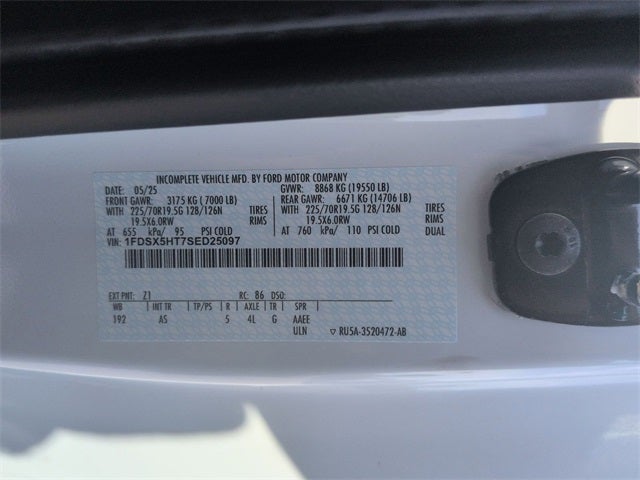 INCOMPLETE VEHICLE MFD. BY FORD MOTOR COMPANY
DATE: 05/25 GVWR: 8868 KG (19550 LB)
FRONT GAWR: 3175 KG ( 7000 LB) REAR GAWR: 6671 KG (14706 LB)
WITH 225/70R19.5G 128/126N TIRES WITH 225/70R19.5G 128/126N TIRES
19.5X6.0RW RIMS 19.5X6.0RW RIMS
AT 655 kPa/ 95 PSI COLD AT 760 kPa/ 110 PSI COLD DUAL
VIN: 1FDSX5HT7SED25097
EXT PNT: Z1 RC: 86 DSO:
WB INT TR TP/PS R AXLE TR SPR
192 AS 5 4L G AAEE
ULN RU5A-3520472-AB